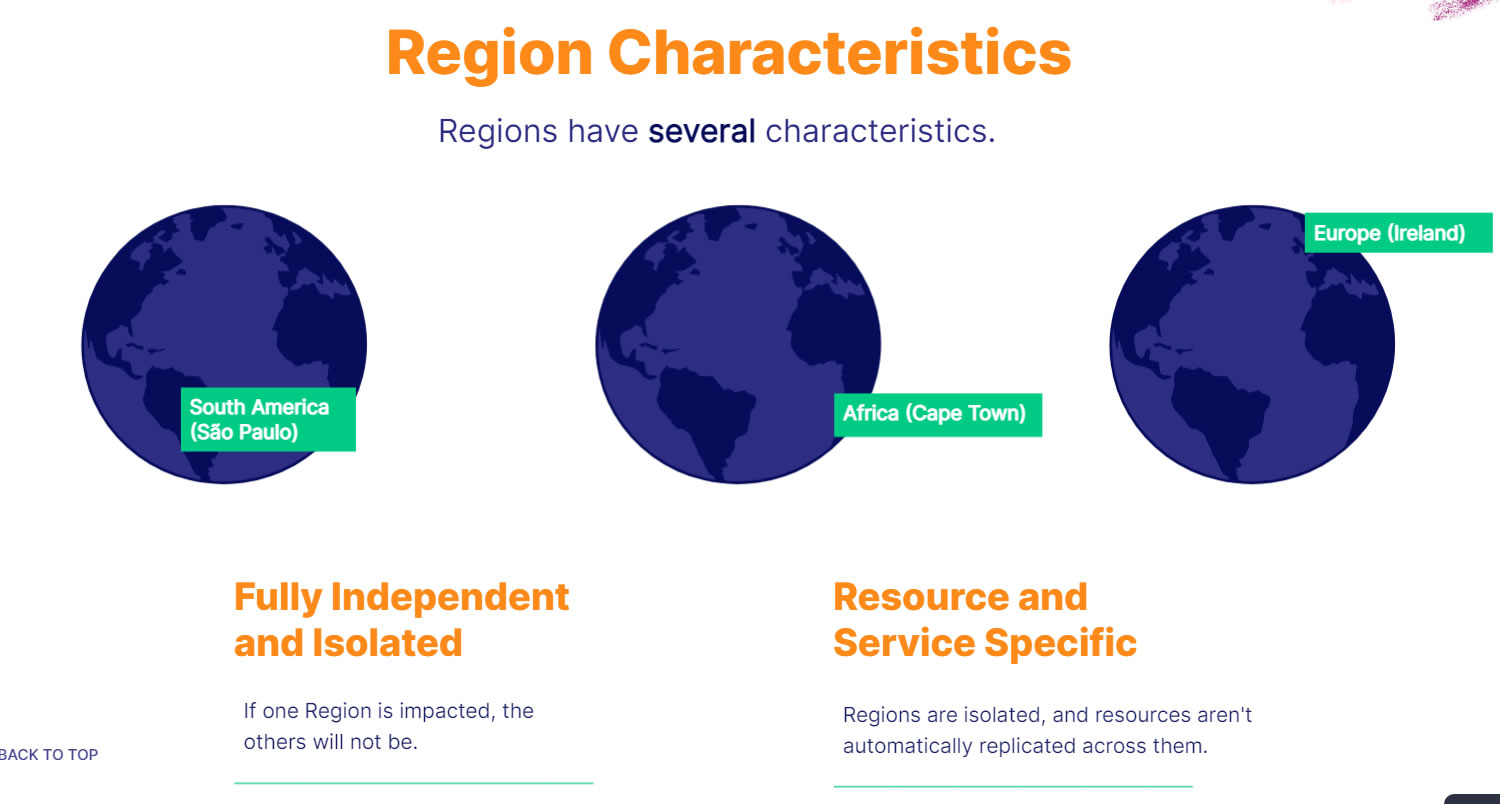 Region Characteristics
Regions have several characteristics.
South America
(São Paulo)
Africa (Cape Town)
Europe (Ireland)
Fully Independent
and Isolated
If one Region is impacted, the
others will not be.
Resource and
Service Specific
Regions are isolated, and resources aren't
automatically replicated across them.
BACK TO TOP